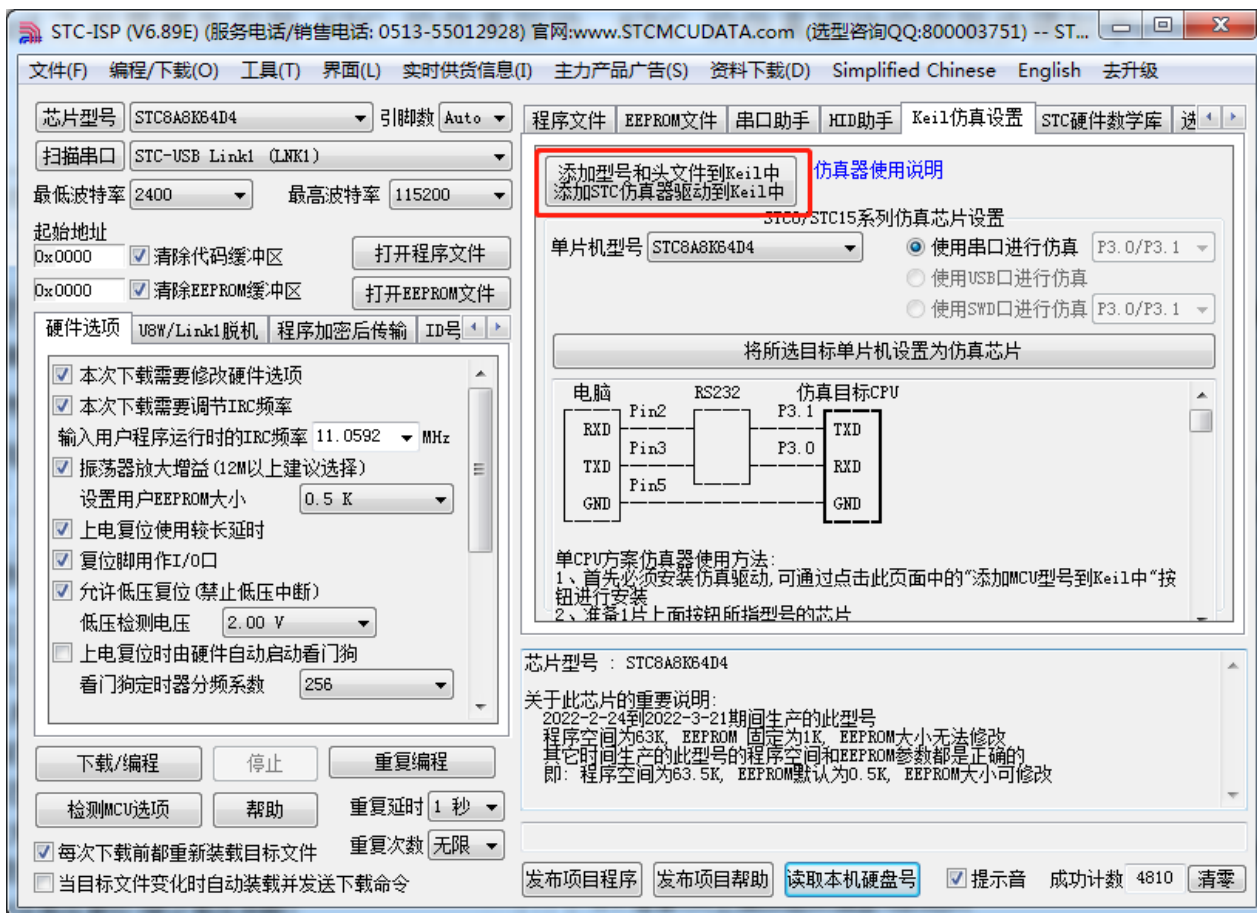 STC-ISP (V6.89E) (服务电话/销售电话: 0513-55012928) 官网:www.STCMCUDATA.com (选型咨询QQ:800003751) -- ST...
文件(F) 编程/下载(O) 工具(T) 界面(L) 实时供货信息(I) 主力产品广告(S) 资料下载(D) Simplified Chinese English 去升级
芯片型号 STC8A8K64D4 引脚数 Auto
扫描串口 STC-USB Link1 (LNK1)
最低波特率 2400 最高波特率 115200
起始地址
0x0000 清除代码缓冲区 打开程序文件
0x0000 清除EEPROM缓冲区 打开EEPROM文件
硬件选项 U8W/Link1脱机 程序加密后传输 ID号
本次下载需要修改硬件选项
本次下载需要调节IRC频率
输入用户程序运行时的IRC频率 11.0592 MHz
振荡器放大增益(12M以上建议选择)
设置用户EEPROM大小 0.5 K
上电复位使用较长延时
复位脚用作I/O口
允许低压复位(禁止低压中断)
低压检测电压 2.00 V
上电复位时由硬件自动启动看门狗
看门狗定时器分频系数 256
下载/编程 停止 重复编程
检测MCU选项 帮助 重复延时 1 秒
每次下载前都重新装载目标文件 重复次数 无限
当目标文件变化时自动装载并发送下载命令
程序文件 EEPROM文件 串口助手 HID助手 Keil仿真设置 STC硬件数学库 选
添加型号和头文件到Keil中
添加STC仿真器驱动到Keil中
仿真器使用说明
STC8/STC15系列仿真芯片设置
单片机型号 STC8A8K64D4 使用串口进行仿真 P3.0/P3.1
使用USB口进行仿真
使用SWD口进行仿真 P3.0/P3.1
将所选目标单片机设置为仿真芯片
电脑 RS232 仿真目标CPU
Pin2 P3.1
RXD TXD
Pin3 P3.0
TXD RXD
Pin5
GND GND
单CPU方案仿真器使用方法:
1、首先必须安装仿真驱动,可通过点击此页面中的"添加MCU型号到Keil中"按
钮进行安装
2、准备1片上面按钮所指型号的芯片
芯片型号 : STC8A8K64D4
关于此芯片的重要说明:
2022-2-24到2022-3-21期间生产的此型号
程序空间为63K, EEPROM 固定为1K, EEPROM大小无法修改
其它时间生产的此型号的程序空间和EEPROM参数都是正确的
即: 程序空间为63.5K, EEPROM默认为0.5K, EEPROM大小可修改
发布项目程序 发布项目帮助 读取本机硬盘号 提示音 成功计数 4810 清零